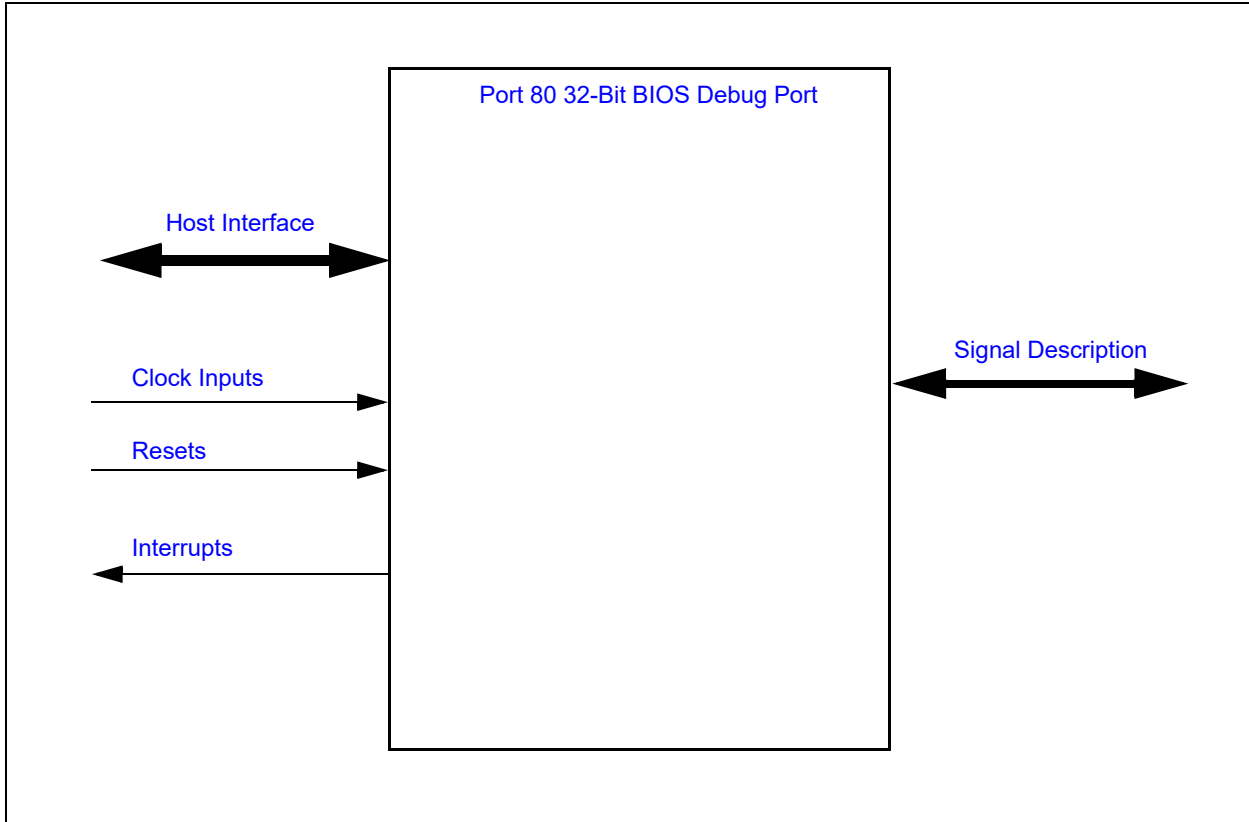 Port 80 32-Bit BIOS Debug Port
Host Interface
Signal Description
Clock Inputs
Resets
Interrupts